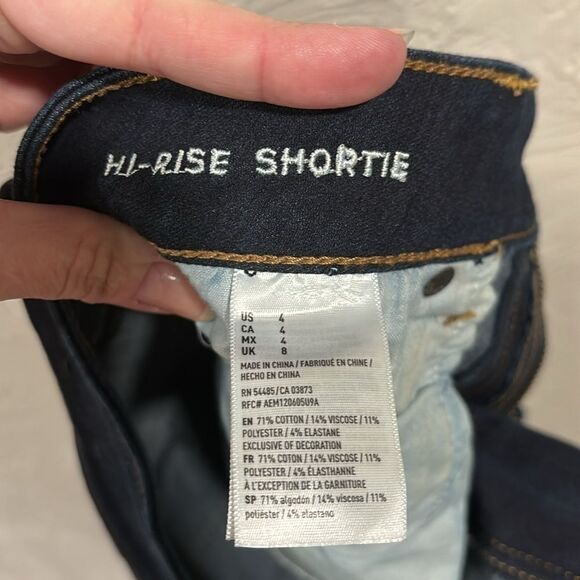 HI-RISE SHORTIE
US 4
CA 4
MX 4
UK 8
MADE IN CHINA / FABRIQUÉ EN CHINE /
HECHO EN CHINA
RN 54485/CA 03873
RFC# AEM120605U9A
EN 71% COTTON / 14% VISCOSE / 11%
POLYESTER / 4% ELASTANE
EXCLUSIVE OF DECORATION
FR 71% COTON / 14% VISCOSE / 11%
POLYESTER / 4% ÉLASTHANNE
À L'EXCEPTION DE LA GARNITURE
SP 71% algodón / 14% viscosa / 11%
poliéster / 4% elastano